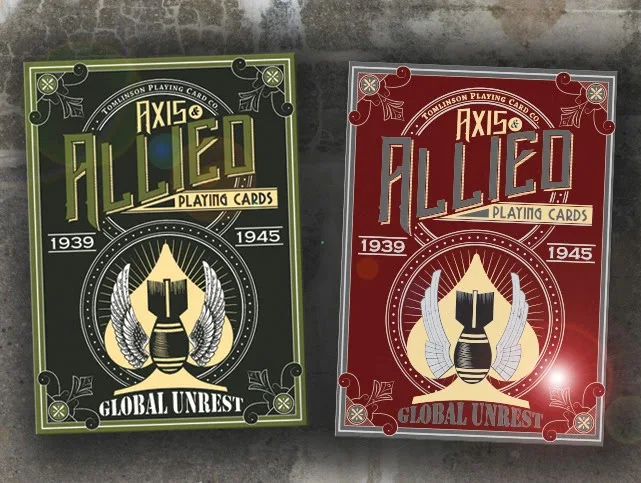 TOMLINSON PLAYING CARD CO.
AXIS &
ALLIED
PLAYING CARDS
1939 1945
GLOBAL UNREST
TOMLINSON PLAYING CARD CO.
AXIS &
ALLIED
PLAYING CARDS
1939 1945
GLOBAL UNREST